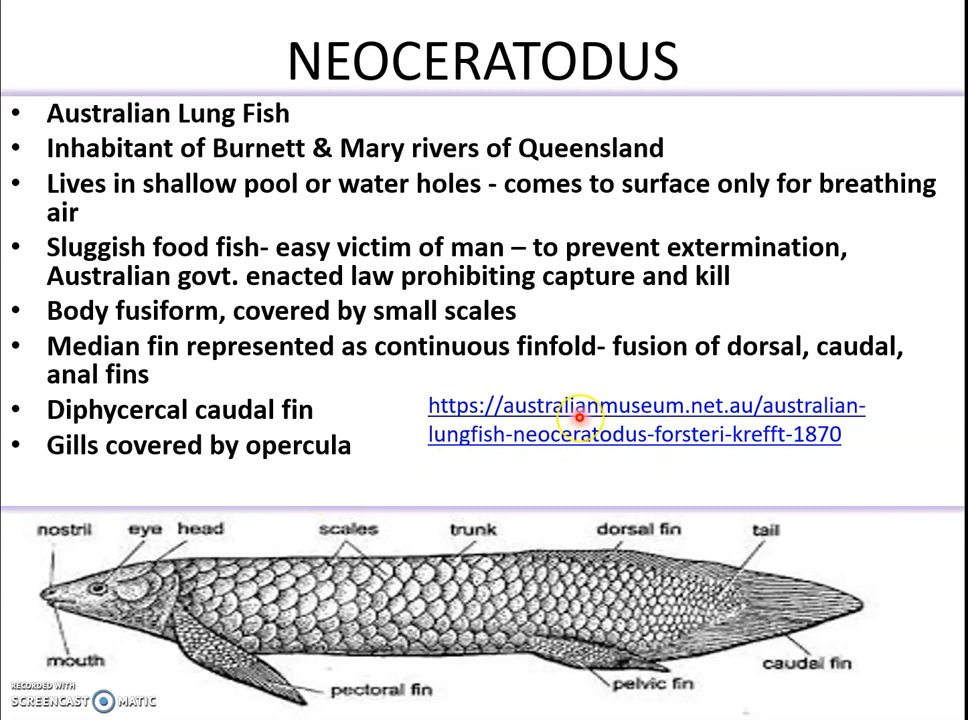 NEOCERATODUS
• Australian Lung Fish
• Inhabitant of Burnett & Mary rivers of Queensland
• Lives in shallow pool or water holes - comes to surface only for breathing
air
• Sluggish food fish- easy victim of man – to prevent extermination,
Australian govt. enacted law prohibiting capture and kill
• Body fusiform, covered by small scales
• Median fin represented as continuous finfold- fusion of dorsal, caudal,
anal fins
• Diphycercal caudal fin
• Gills covered by opercula
https://australianmuseum.net.au/australian-
lungfish-neoceratodus-forsteri-krefft-1870
nostril eye head scales trunk dorsal fin tail
mouth pectoral fin pelvic fin caudal fin
RECORDED WITH
SCREENCAST MATIC